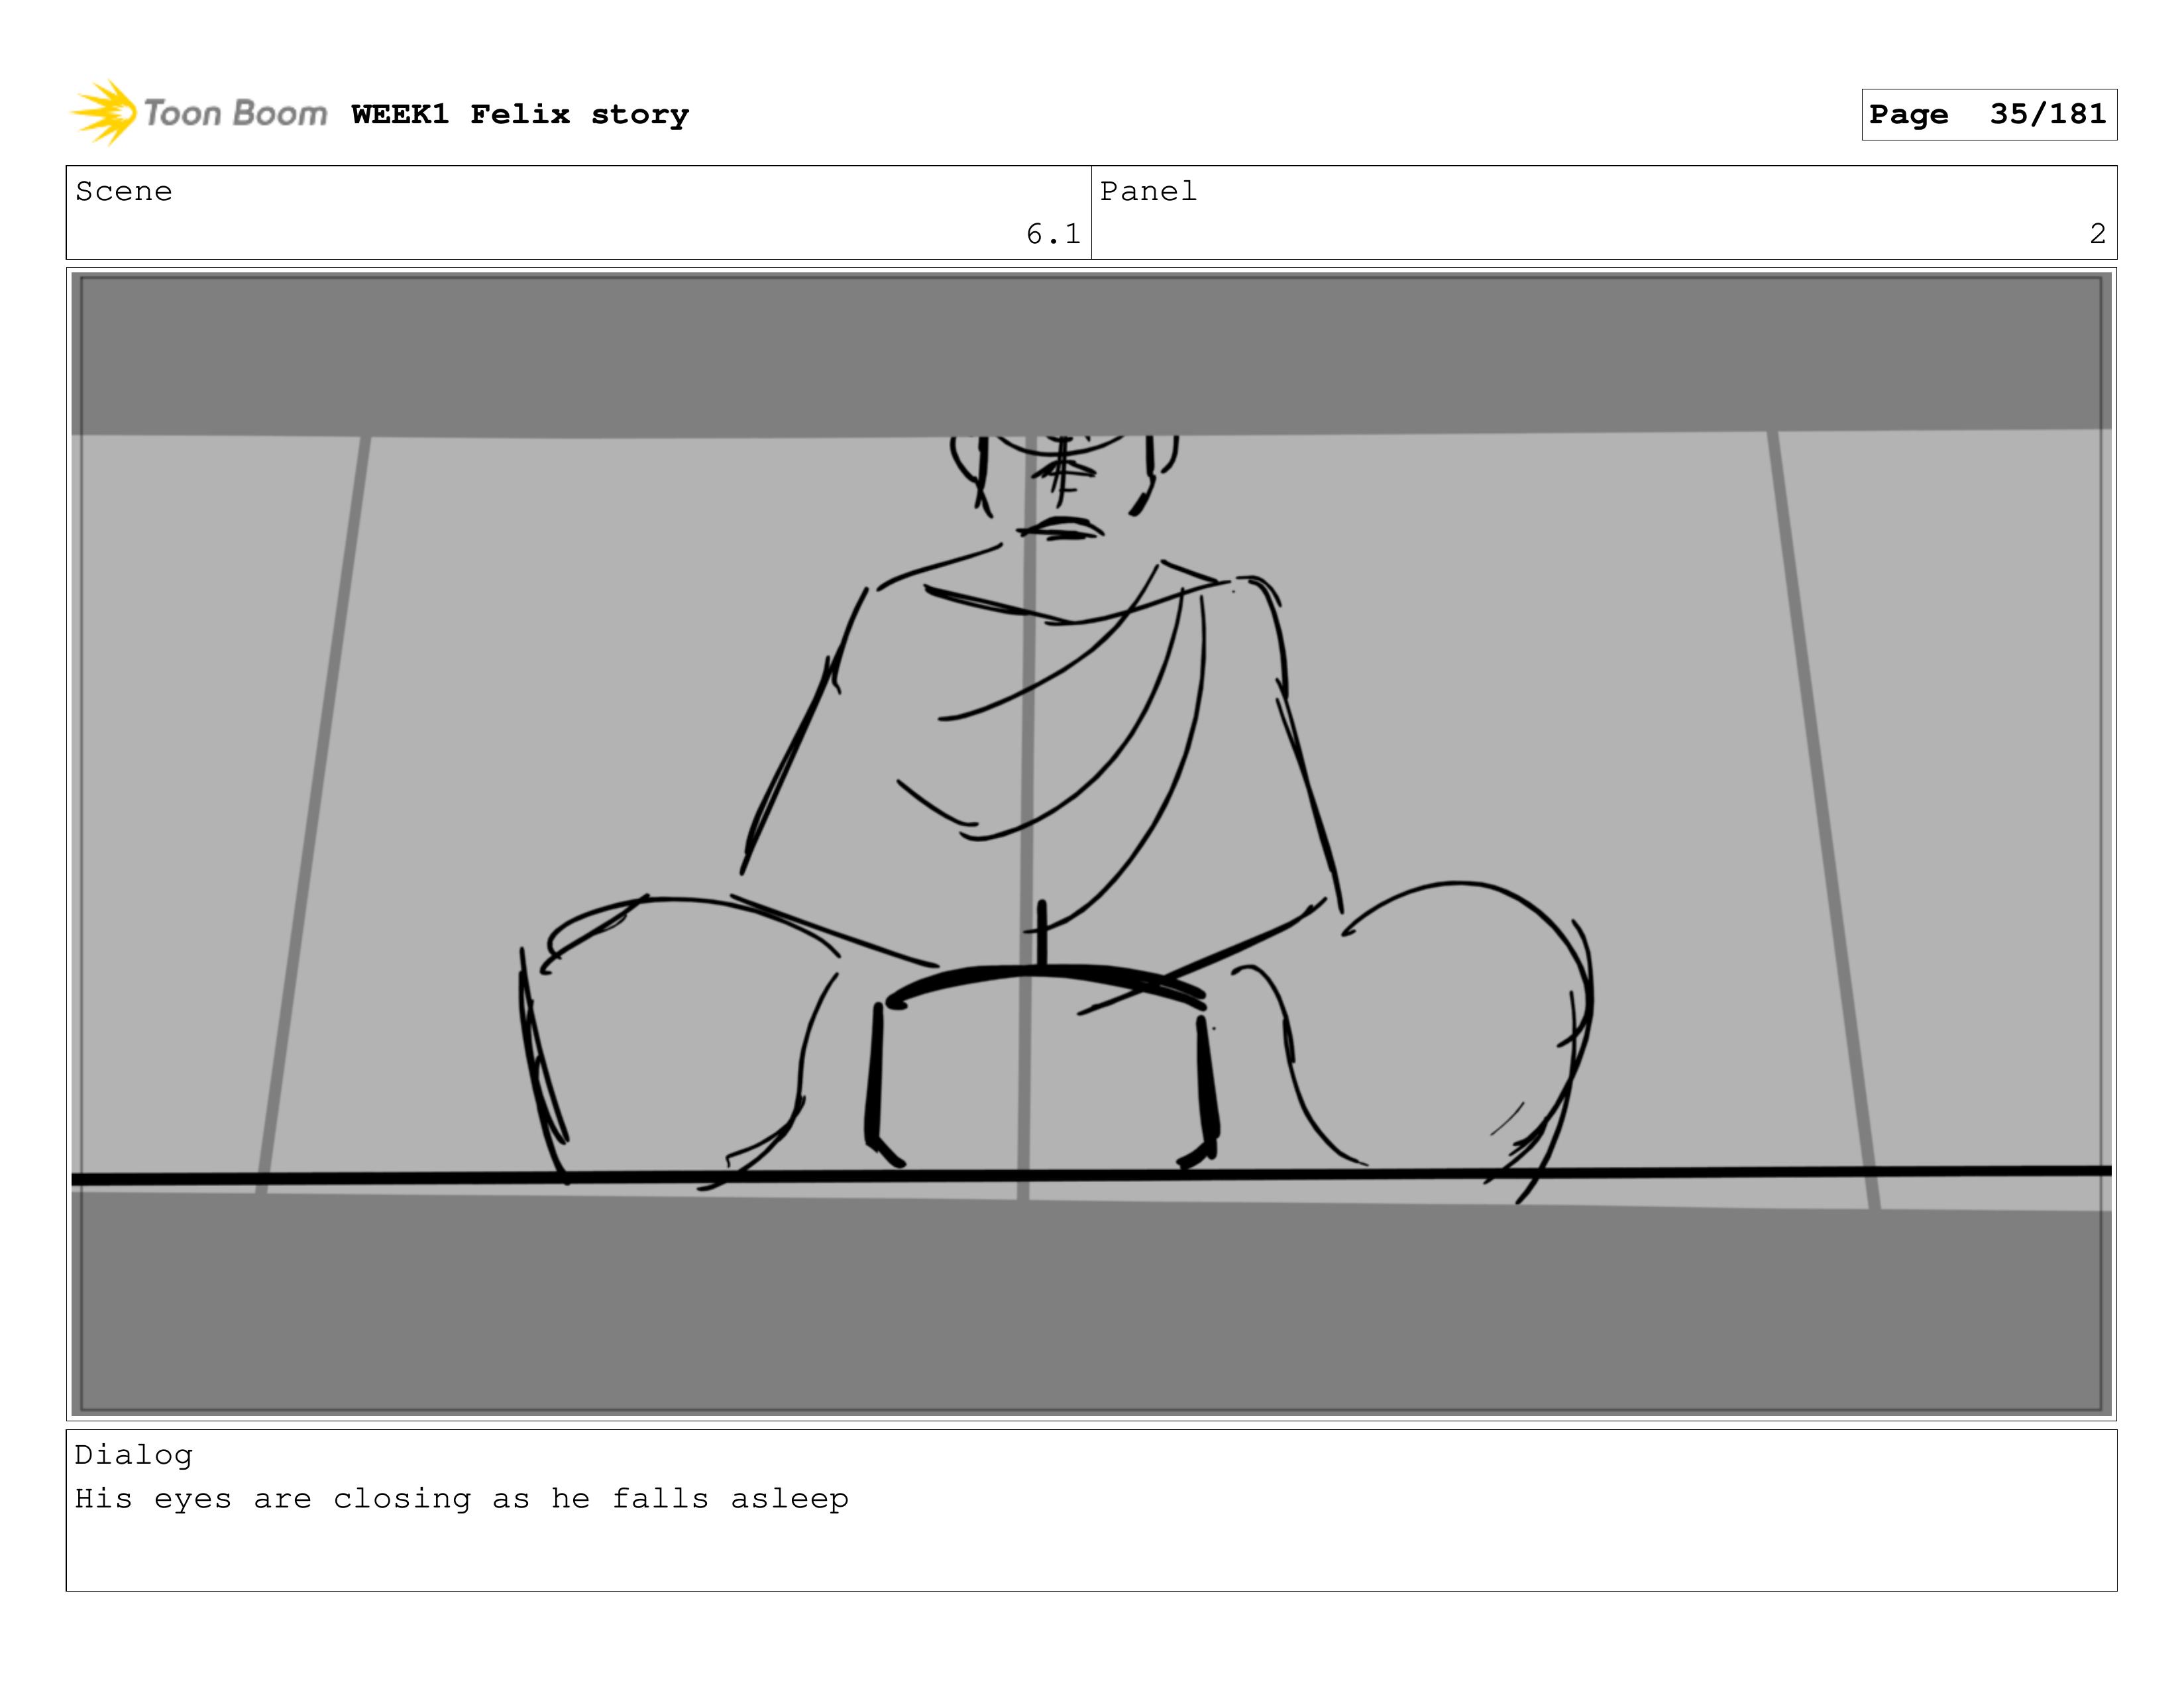 Toon Boom WEEK1 Felix story
Page 35/181
Scene
6.1
Panel
2
Dialog
His eyes are closing as he falls asleep